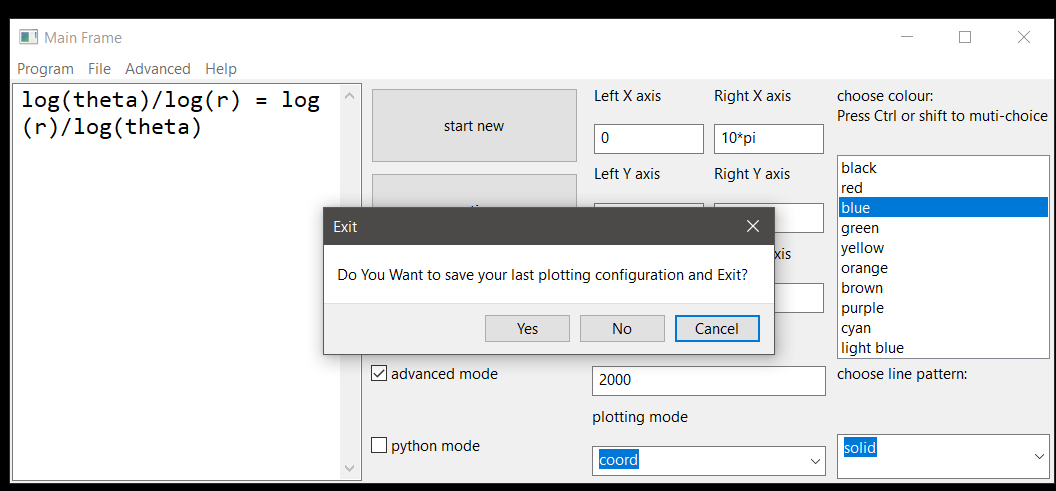 Main Frame
Program File Advanced Help
log(theta)/log(r) = log
(r)/log(theta)
start new
Left X axis
Right X axis
0
10*pi
Left Y axis
Right Y axis
choose colour:
Press Ctrl or shift to muti-choice
black
red
blue
green
yellow
orange
brown
purple
cyan
light blue
Exit
Do You Want to save your last plotting configuration and Exit?
Yes
No
Cancel
advanced mode
2000
choose line pattern:
plotting mode
python mode
coord
solid